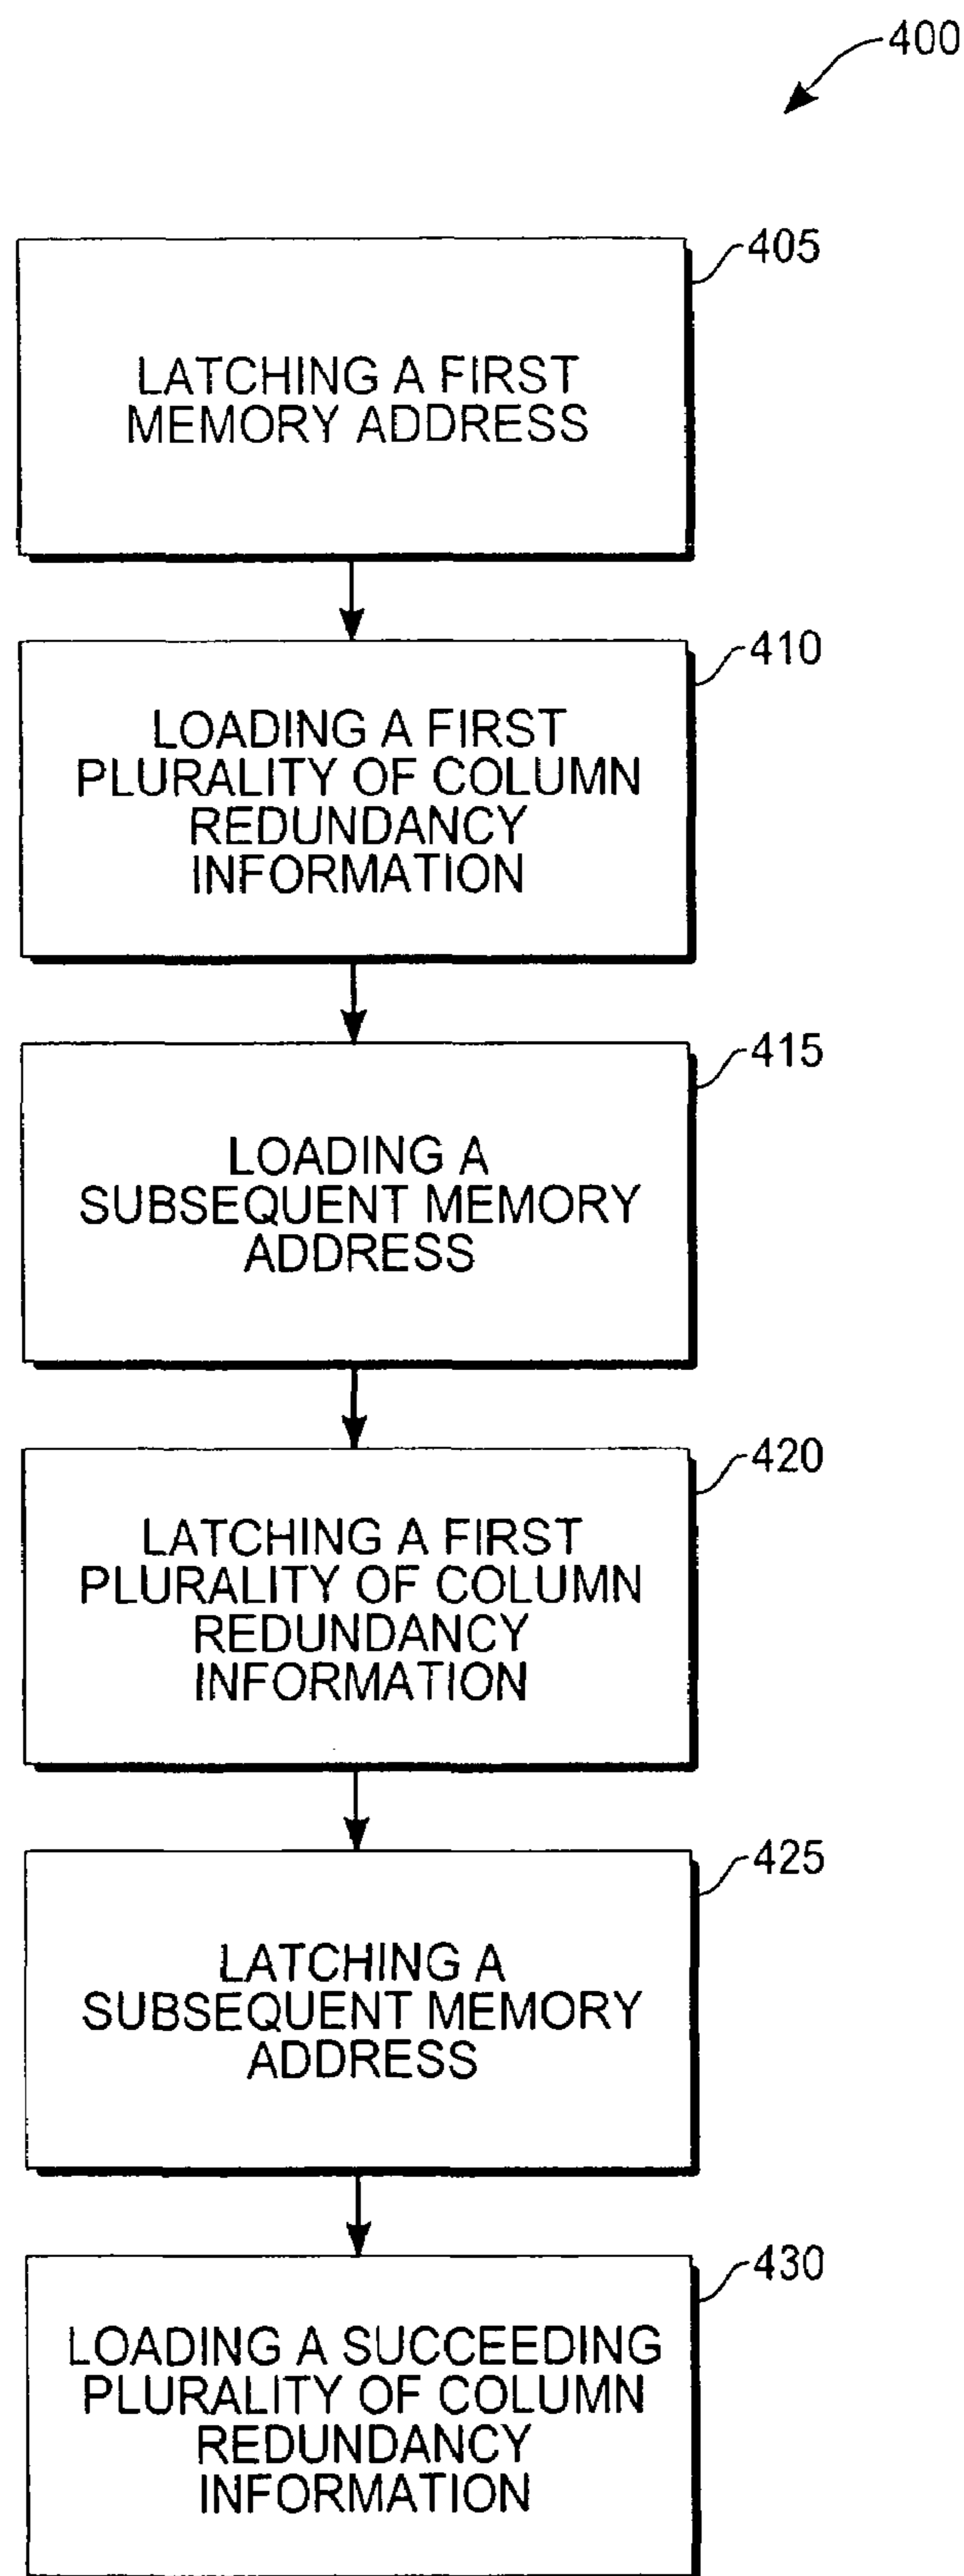 400
405
LATCHING A FIRST
MEMORY ADDRESS
410
LOADING A FIRST
PLURALITY OF COLUMN
REDUNDANCY
INFORMATION
415
LOADING A
SUBSEQUENT MEMORY
ADDRESS
420
LATCHING A FIRST
PLURALITY OF COLUMN
REDUNDANCY
INFORMATION
425
LATCHING A
SUBSEQUENT MEMORY
ADDRESS
430
LOADING A SUCCEEDING
PLURALITY OF COLUMN
REDUNDANCY
INFORMATION